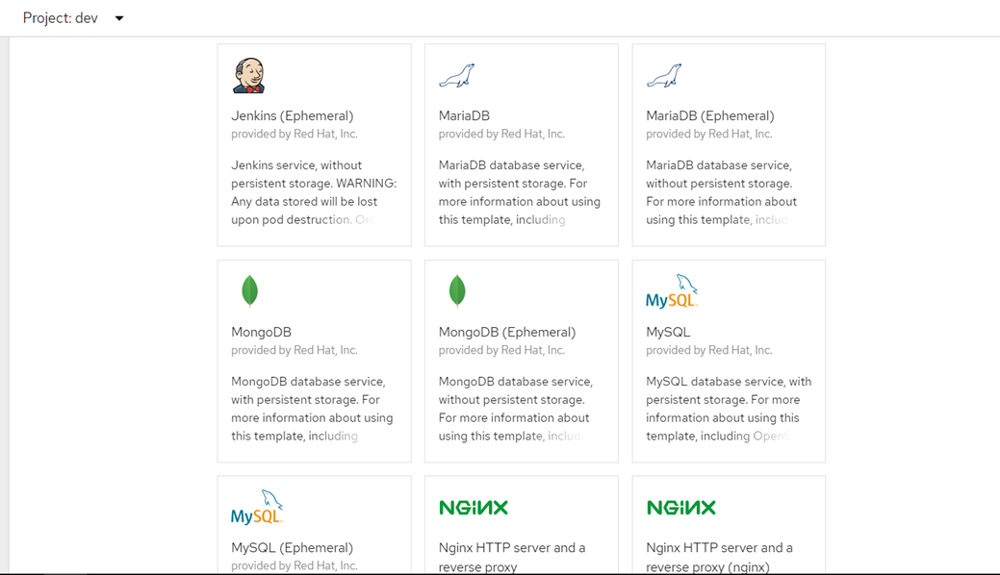 Project: dev
Jenkins (Ephemeral)
provided by Red Hat, Inc.
Jenkins service, without
persistent storage. WARNING:
Any data stored will be lost
upon pod destruction. On
MariaDB
provided by Red Hat, Inc.
MariaDB database service,
with persistent storage. For
more information about using
this template, including
MariaDB (Ephemeral)
provided by Red Hat, Inc.
MariaDB database service,
without persistent storage.
For more information about
using this template, includ
MongoDB
provided by Red Hat, Inc.
MongoDB database service,
with persistent storage. For
more information about using
this template, including
MongoDB (Ephemeral)
provided by Red Hat, Inc.
MongoDB database service,
without persistent storage.
For more information about
using this template, includ
MySQL
MySQL
provided by Red Hat, Inc.
MySQL database service, with
persistent storage. For more
information about using this
template, including OpenS
MySQL
MySQL (Ephemeral)
provided by Red Hat, Inc.
NGINX
Nginx HTTP server and a
reverse proxy
NGINX
Nginx HTTP server and a
reverse proxy (nginx)